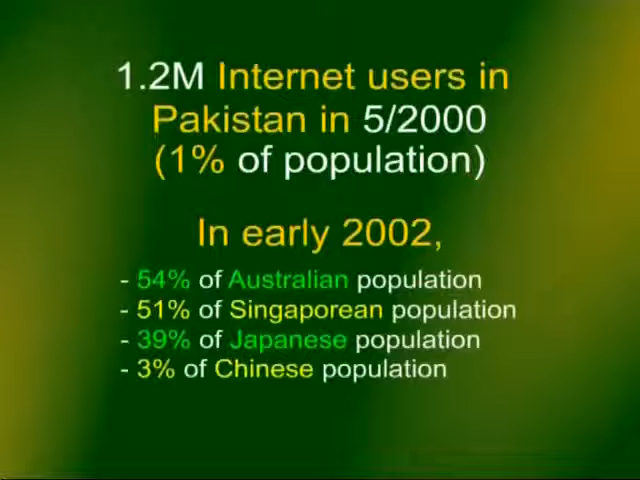 1.2M Internet users in
Pakistan in 5/2000
(1% of population)
In early 2002,
- 54% of Australian population
- 51% of Singaporean population
- 39% of Japanese population
- 3% of Chinese population